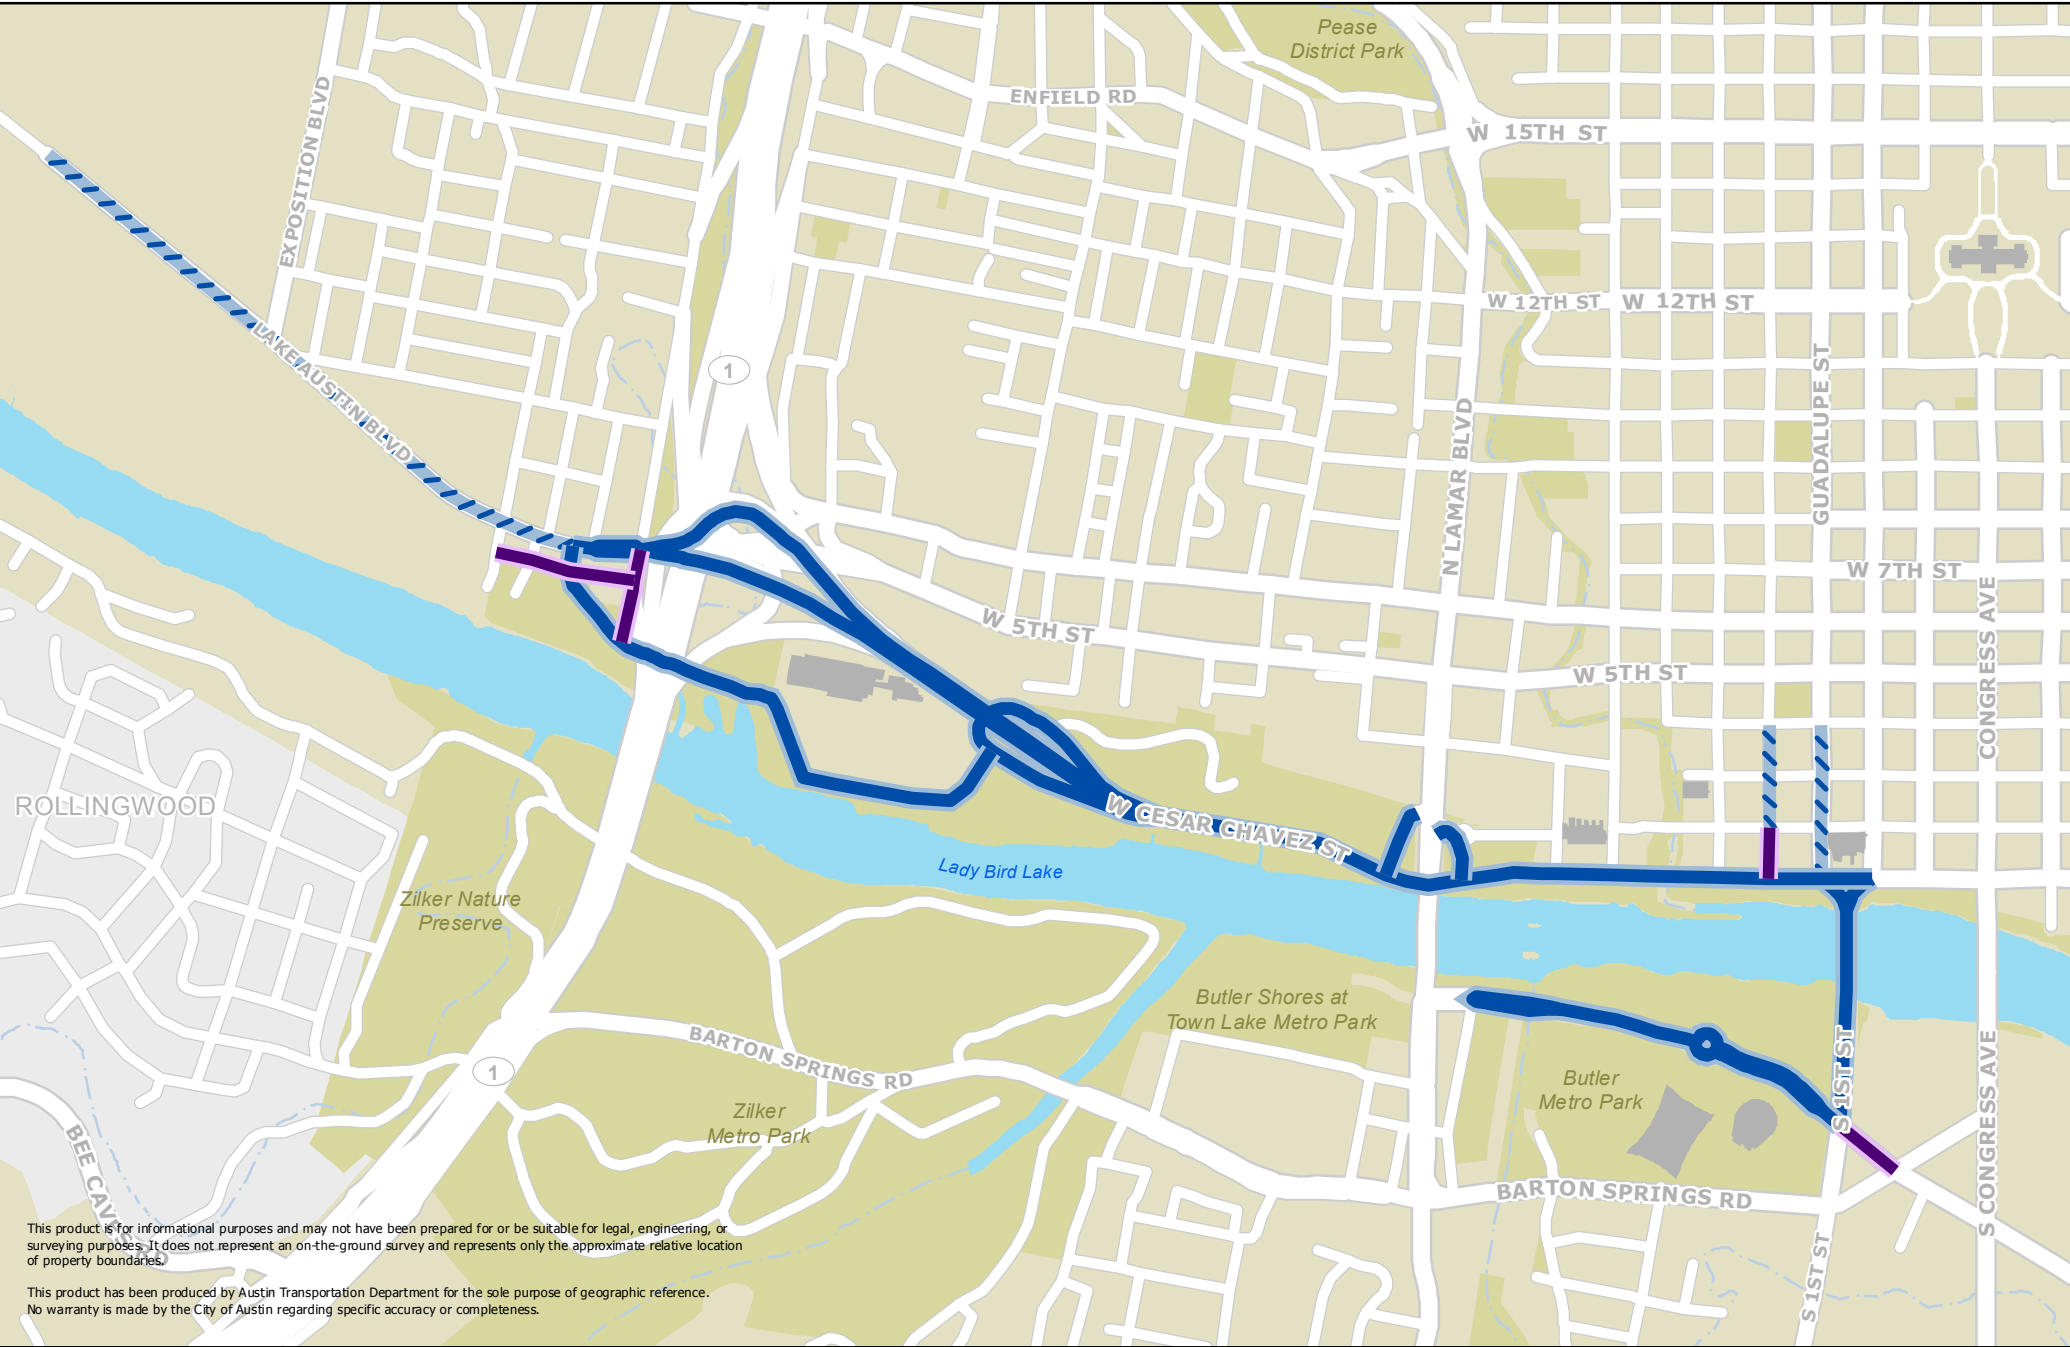 Pease
District Park
ENFIELD RD
W 15TH ST
EXPOSITION BLVD
W 12TH ST
W 12TH ST
LAKE AUSTIN BLVD
1
GUADALUPE ST
N LAMAR BLVD
W 7TH ST
W 5TH ST
W 5TH ST
CONGRESS AVE
ROLLINGWOOD
W CESAR CHAVEZ ST
Lady Bird Lake
Zilker Nature
Preserve
Butler Shores at
Town Lake Metro Park
BARTON SPRINGS RD
1
S 1ST ST
Butler
Metro Park
Zilker
Metro Park
S CONGRESS AVE
BEE CAVES RD
BARTON SPRINGS RD
S 1ST ST
This product is for informational purposes and may not have been prepared for or be suitable for legal, engineering, or
surveying purposes. It does not represent an on-the-ground survey and represents only the approximate relative location
of property boundaries.
This product has been produced by Austin Transportation Department for the sole purpose of geographic reference.
No warranty is made by the City of Austin regarding specific accuracy or completeness.